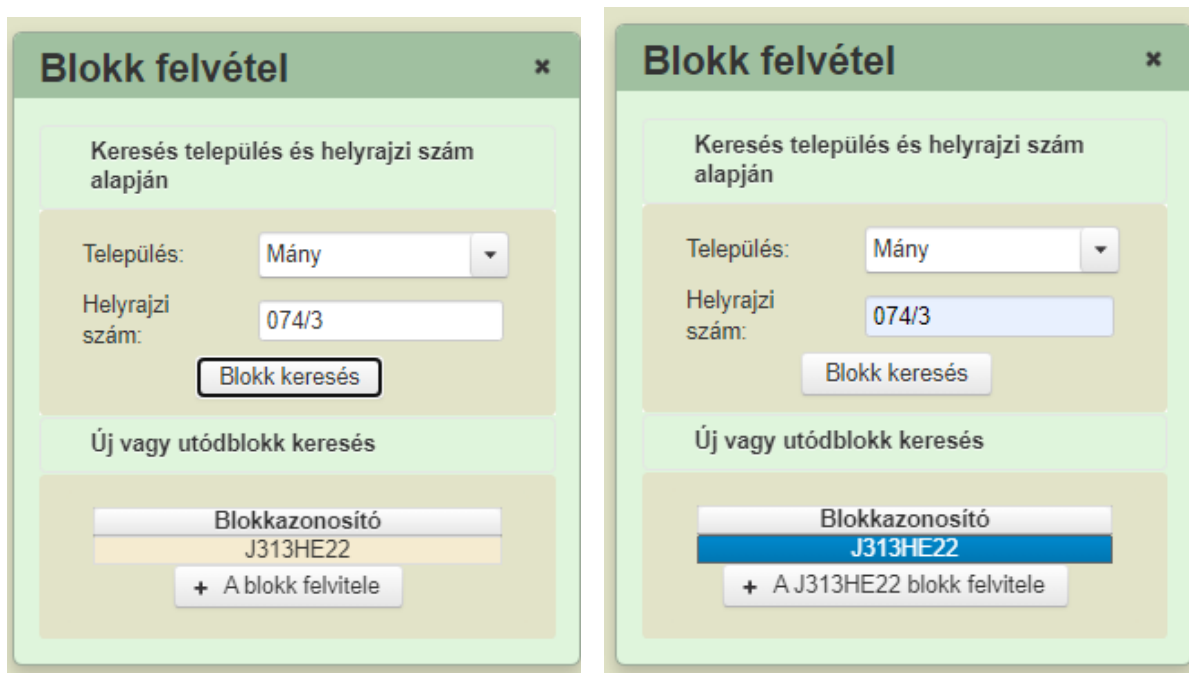 Blokk felvétel
Keresés település és helyrajzi szám
alapján
Település: Mány
Helyrajzi
szám: 074/3
Blokk keresés
Új vagy utódblokk keresés
Blokkazonosító
J313HE22
+ A blokk felvitele
Blokk felvétel
Keresés település és helyrajzi szám
alapján
Település: Mány
Helyrajzi
szám: 074/3
Blokk keresés
Új vagy utódblokk keresés
Blokkazonosító
J313HE22
+ A J313HE22 blokk felvitele